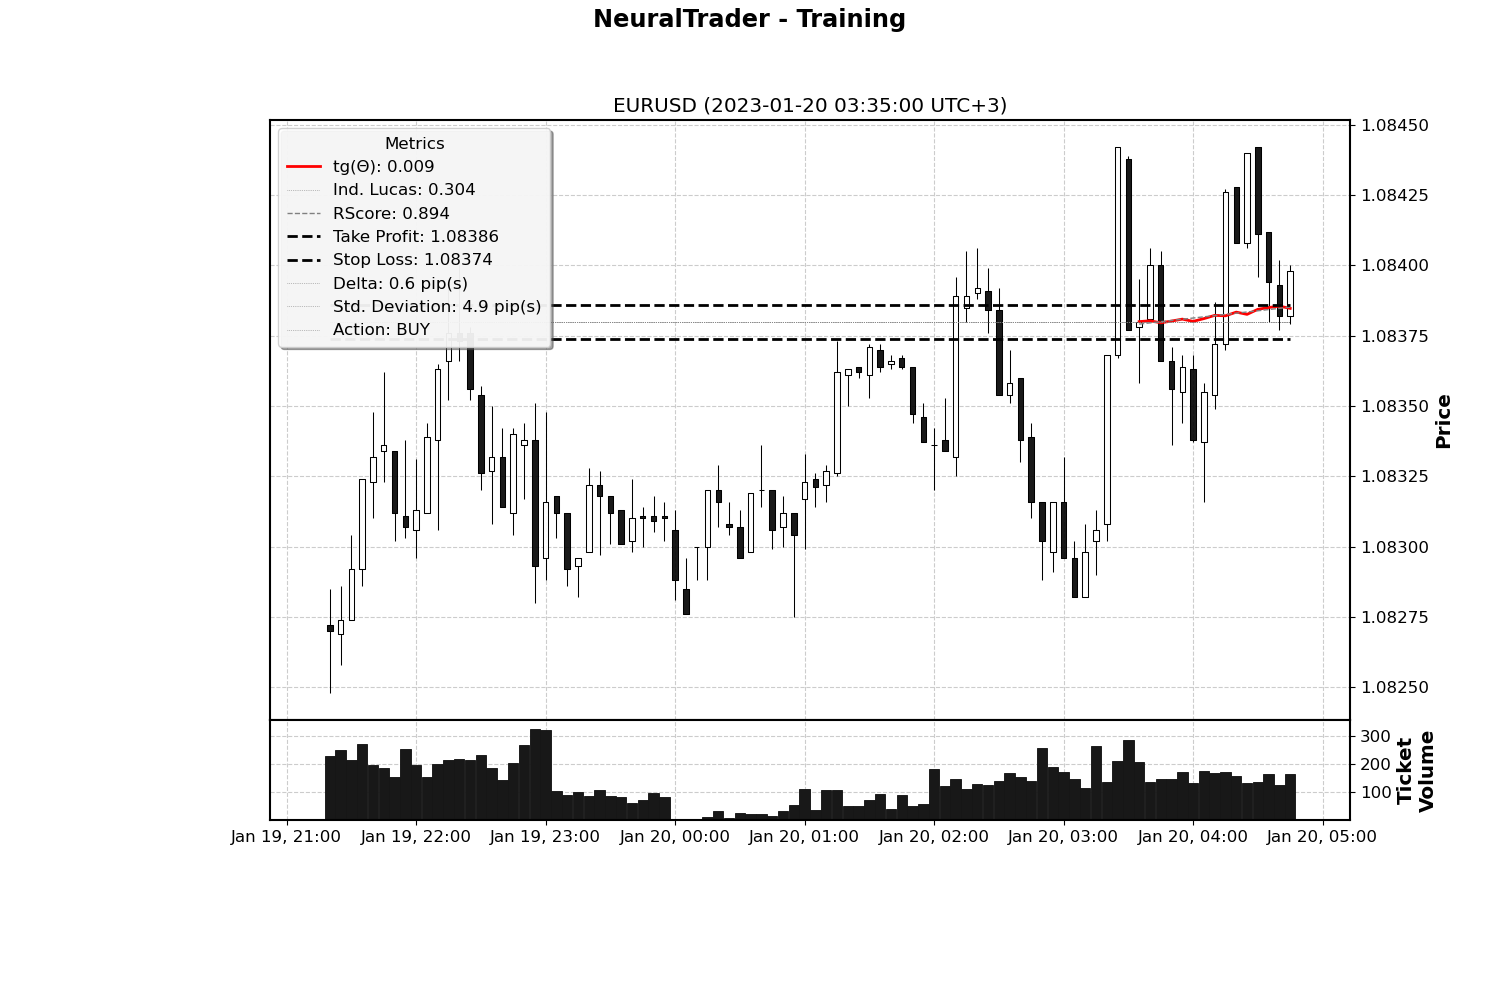 NeuralTrader - Training
EURUSD (2023-01-20 03:35:00 UTC+3)
Metrics
tg(Θ): 0.009
Ind. Lucas: 0.304
RScore: 0.894
Take Profit: 1.08386
Stop Loss: 1.08374
Delta: 0.6 pip(s)
Std. Deviation: 4.9 pip(s)
Action: BUY
1.08450
1.08425
1.08400
1.08375
1.08350
1.08325
1.08300
1.08275
1.08250
Price
300
200
100
Ticket
Volume
Jan 19, 21:00
Jan 19, 22:00
Jan 19, 23:00
Jan 20, 00:00
Jan 20, 01:00
Jan 20, 02:00
Jan 20, 03:00
Jan 20, 04:00
Jan 20, 05:00